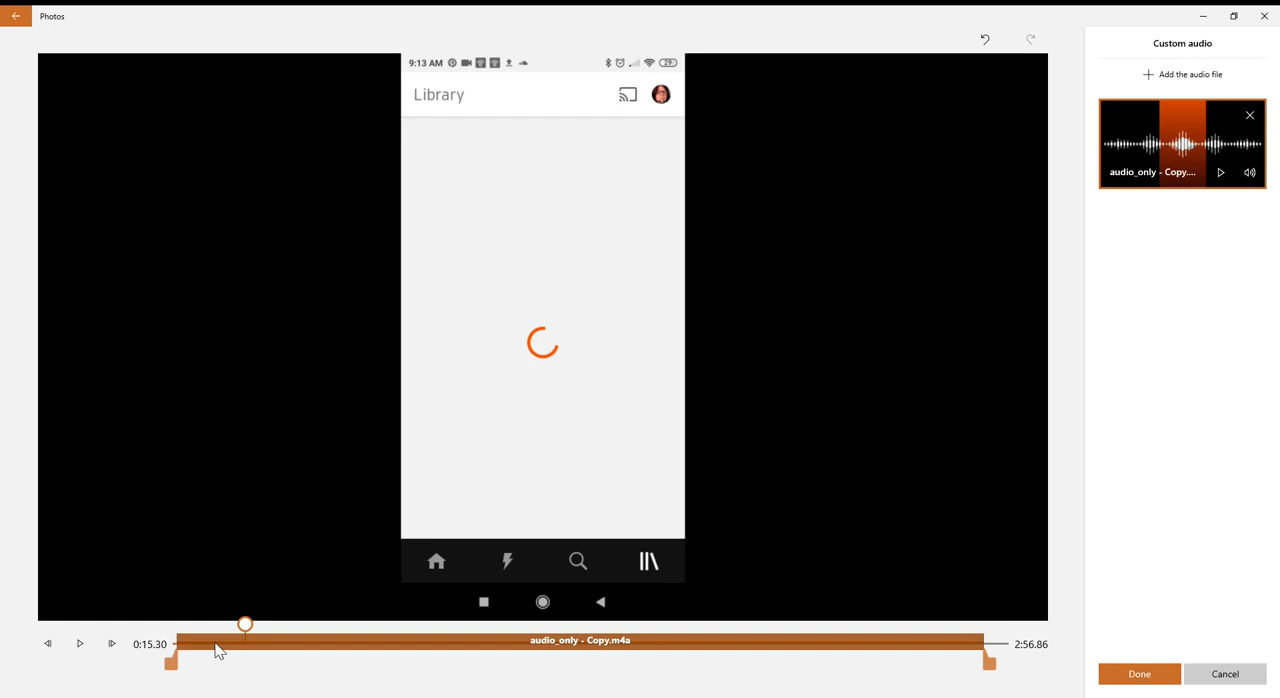 Photos
Custom audio
Add the audio file
audio_only - Copy....
9:13 AM
29
Library
0:15.30
audio_only - Copy.m4a
2:56.86
Done
Cancel